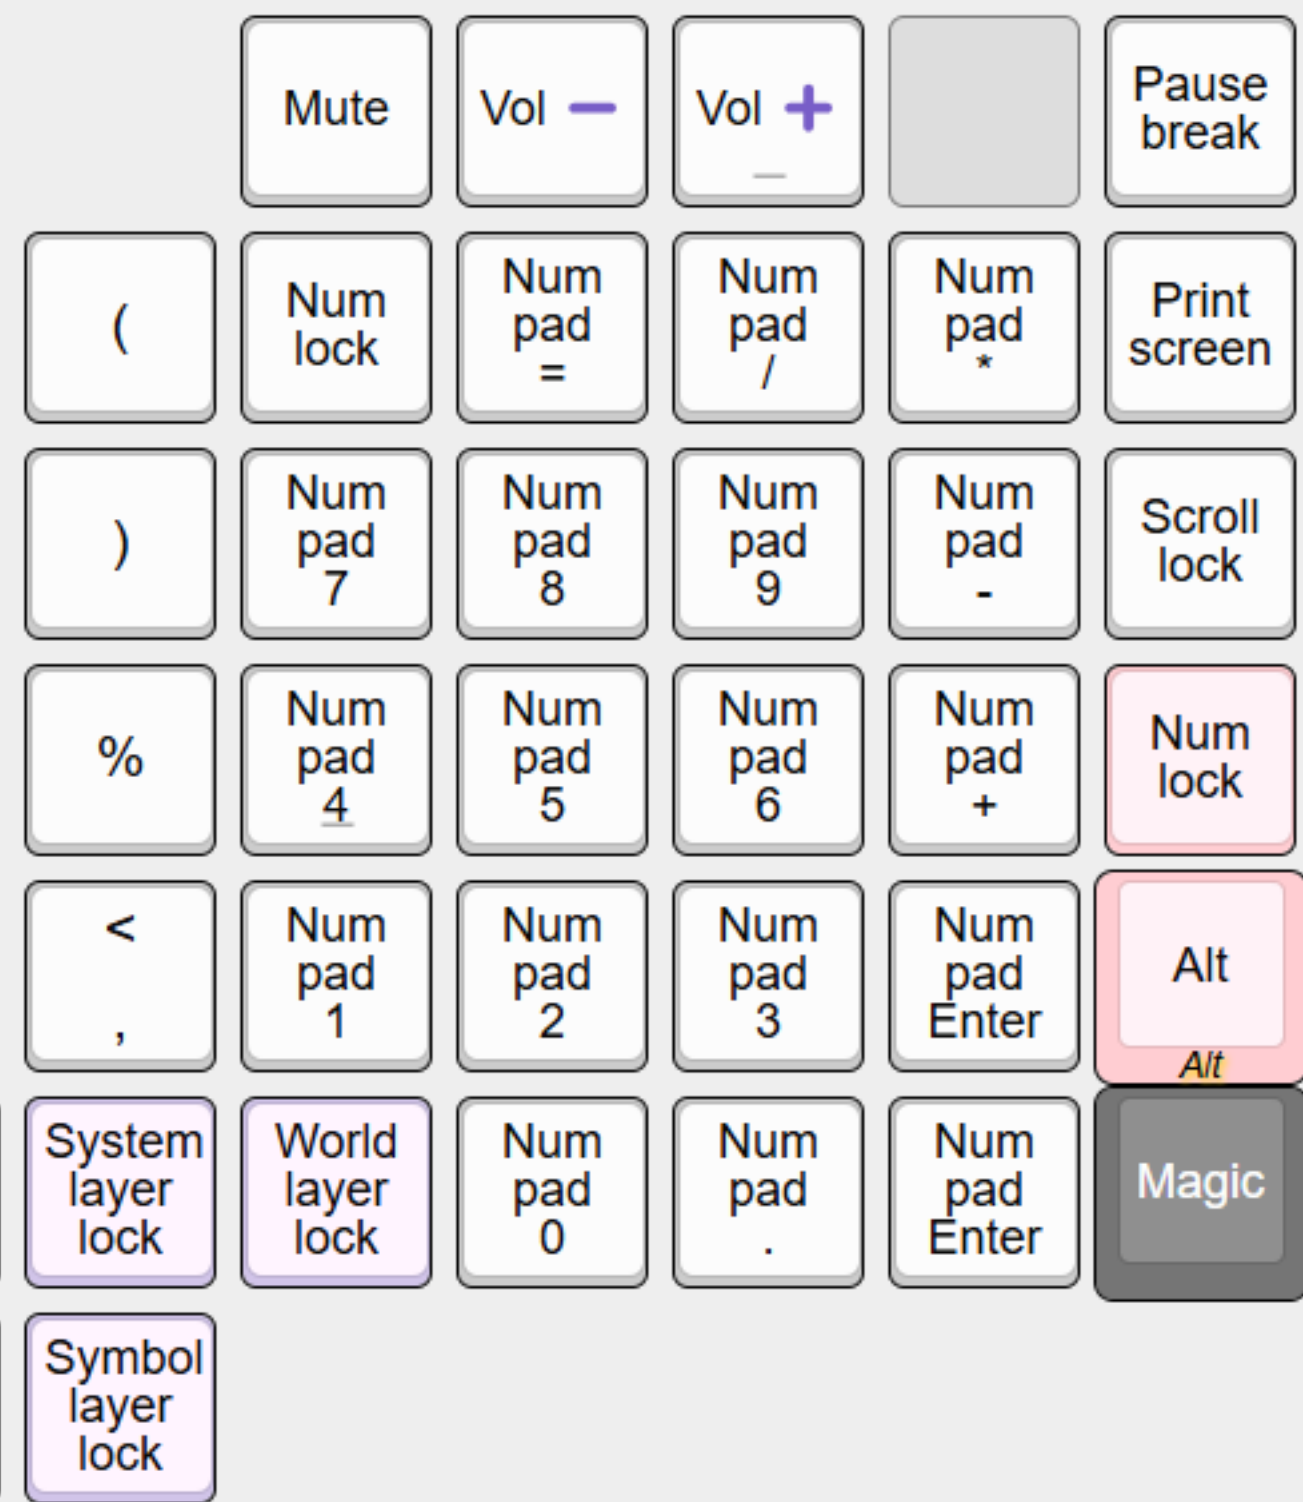 Mute
Vol −
Vol +
_
Pause
break
(
Num
lock
Num
pad
=
Num
pad
/
Num
pad
*
Print
screen
)
Num
pad
7
Num
pad
8
Num
pad
9
Num
pad
-
Scroll
lock
%
Num
pad
4
Num
pad
5
Num
pad
6
Num
pad
+
Num
lock
<
,
Num
pad
1
Num
pad
2
Num
pad
3
Num
pad
Enter
Alt
Alt
System
layer
lock
World
layer
lock
Num
pad
0
Num
pad
.
Num
pad
Enter
Magic
Symbol
layer
lock